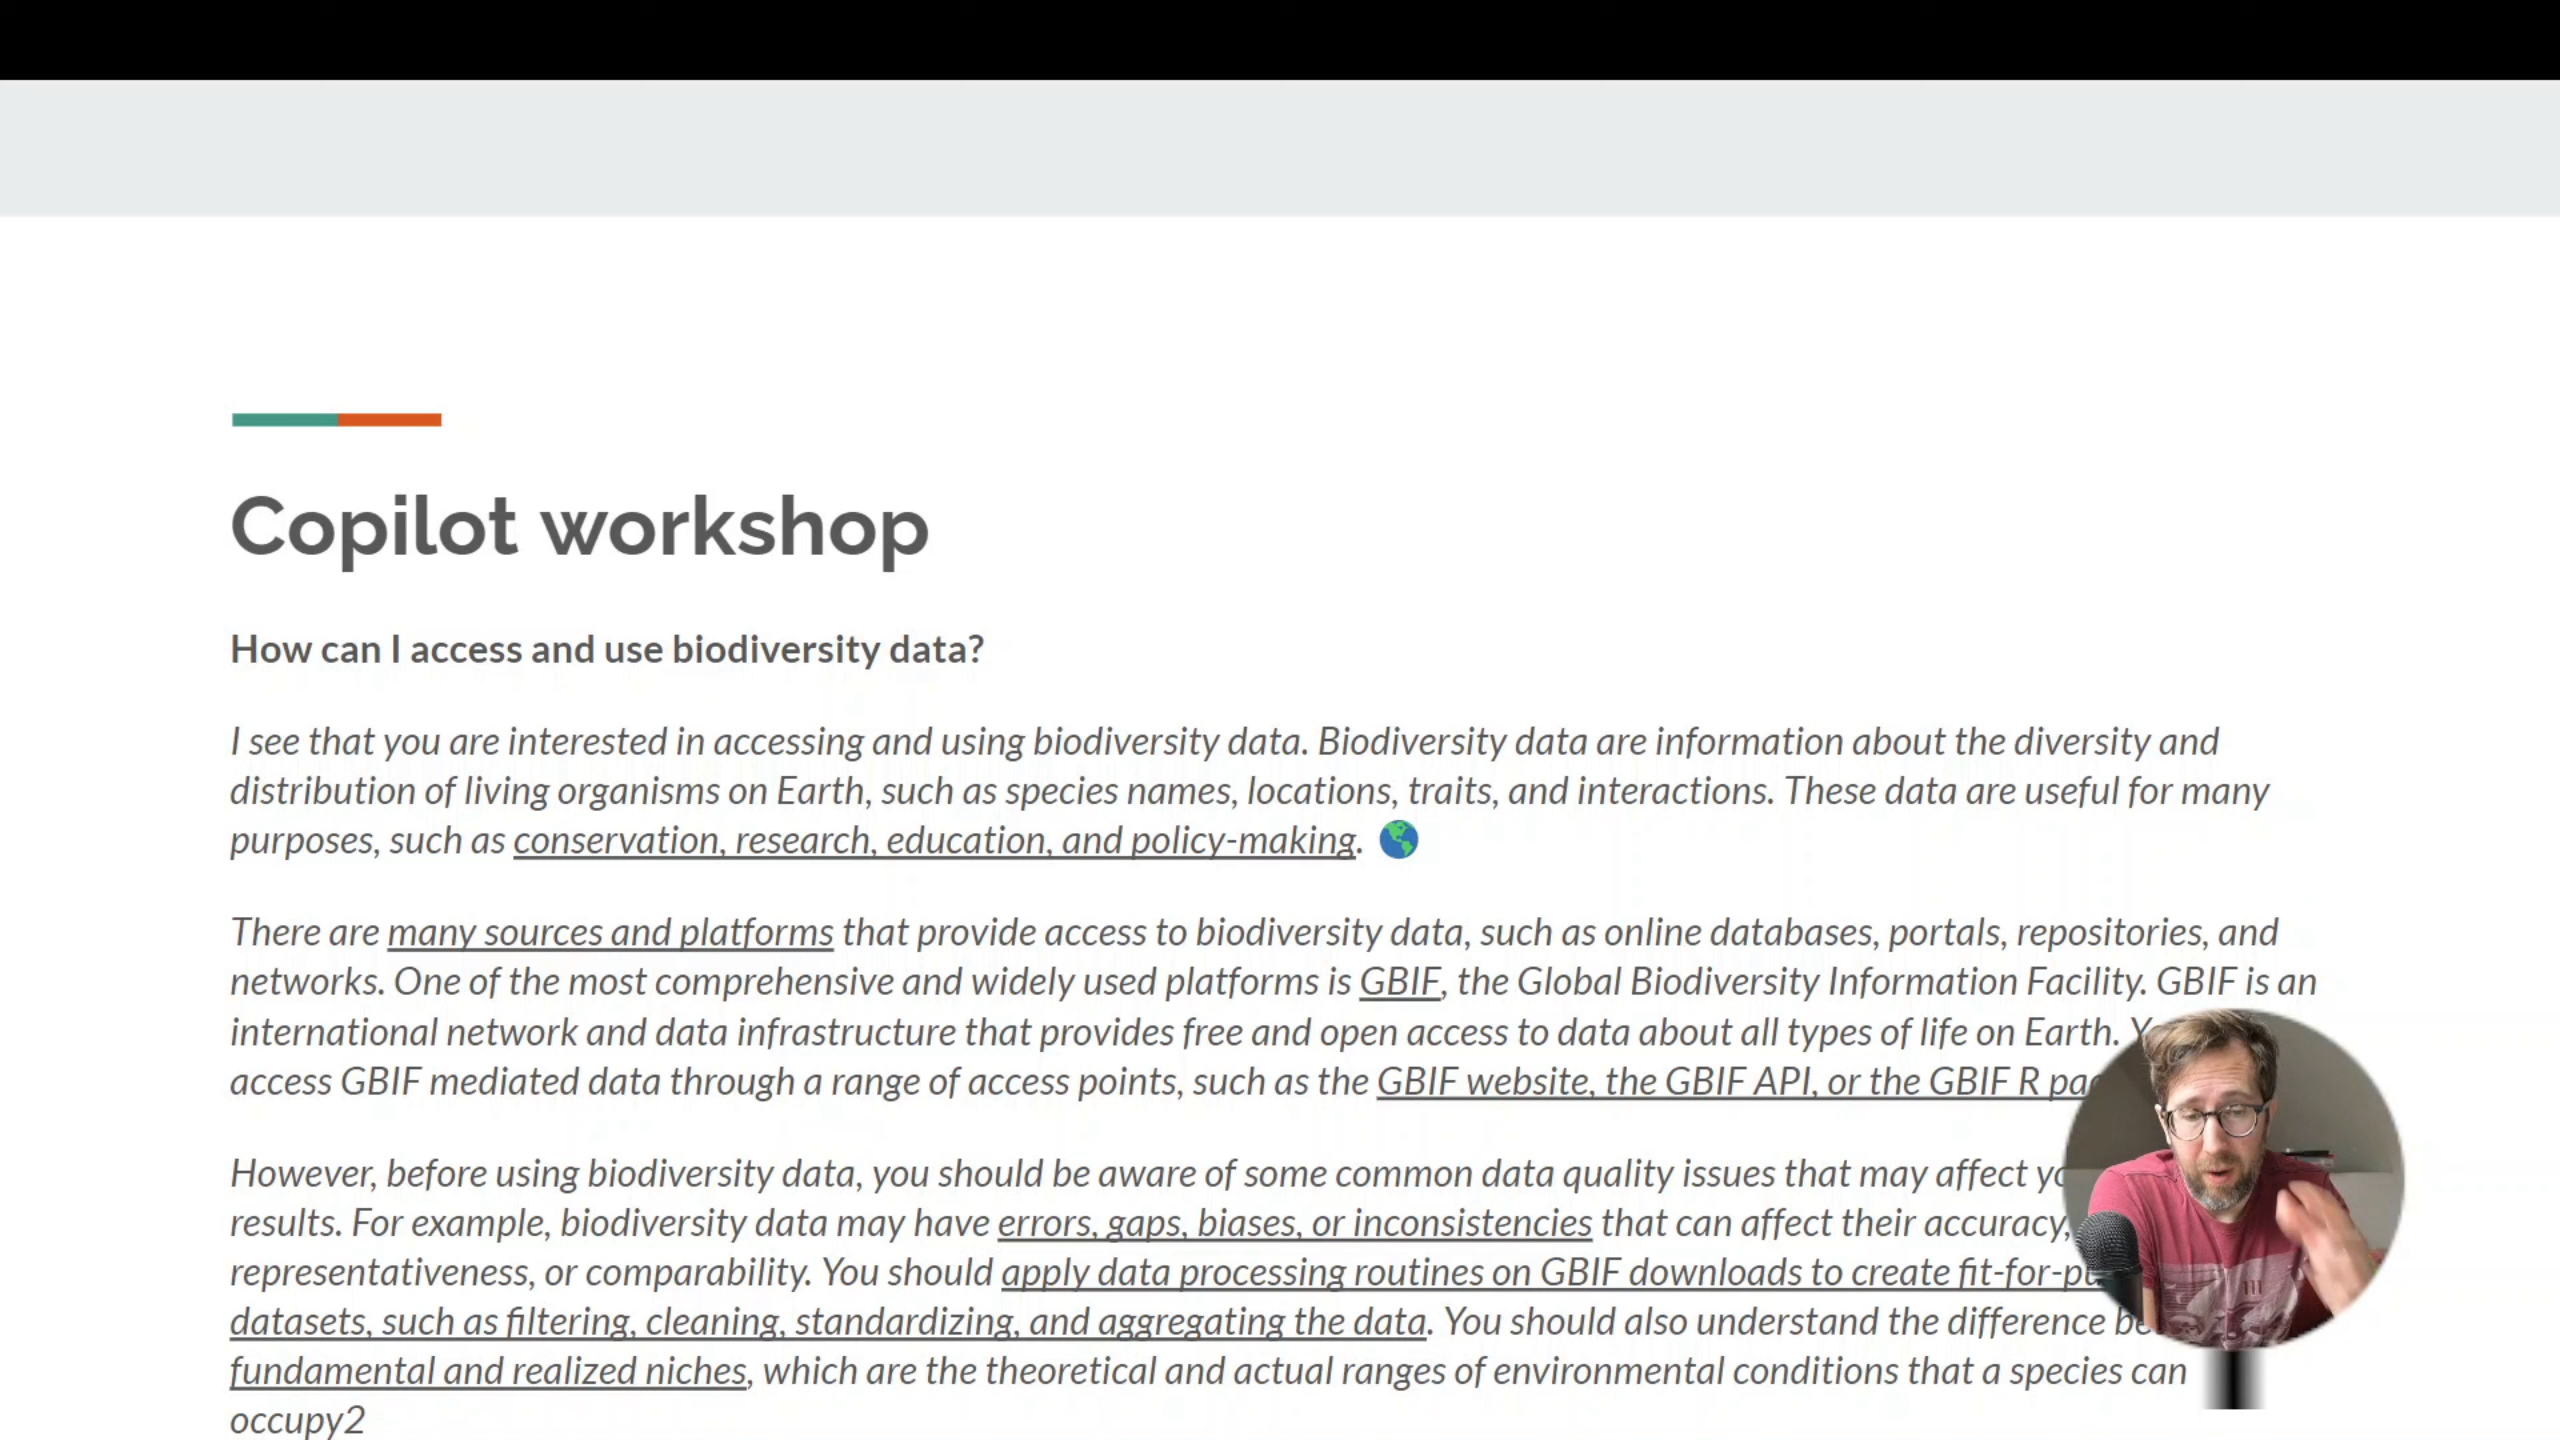 Copilot workshop
How can I access and use biodiversity data?
I see that you are interested in accessing and using biodiversity data. Biodiversity data are information about the diversity and
distribution of living organisms on Earth, such as species names, locations, traits, and interactions. These data are useful for many
purposes, such as conservation, research, education, and policy-making. 🌎
There are many sources and platforms that provide access to biodiversity data, such as online databases, portals, repositories, and
networks. One of the most comprehensive and widely used platforms is GBIF, the Global Biodiversity Information Facility. GBIF is an
international network and data infrastructure that provides free and open access to data about all types of life on Earth.
access GBIF mediated data through a range of access points, such as the GBIF website, the GBIF API, or the GBIF R
However, before using biodiversity data, you should be aware of some common data quality issues that may affect
results. For example, biodiversity data may have errors, gaps, biases, or inconsistencies that can affect their accuracy,
representativeness, or comparability. You should apply data processing routines on GBIF downloads to create
datasets, such as filtering, cleaning, standardizing, and aggregating the data. You should also understand the difference
fundamental and realized niches, which are the theoretical and actual ranges of environmental conditions that a species can
occupy2